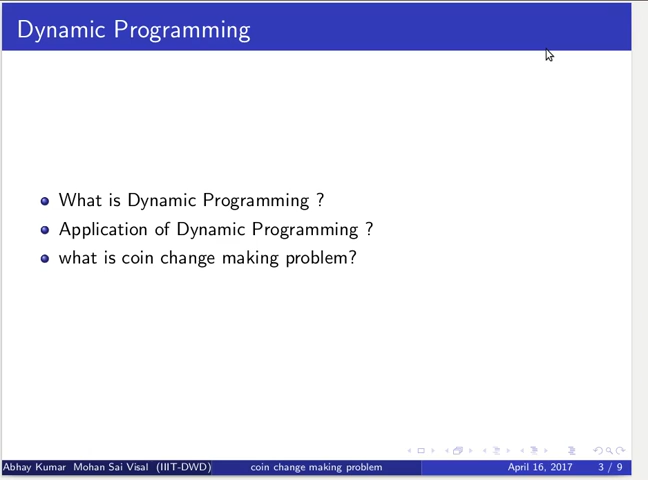 Dynamic Programming
What is Dynamic Programming ?
Application of Dynamic Programming ?
what is coin change making problem?
Abhay Kumar Mohan Sai Visal (IIIT-DWD) coin change making problem April 16, 2017 3 / 9